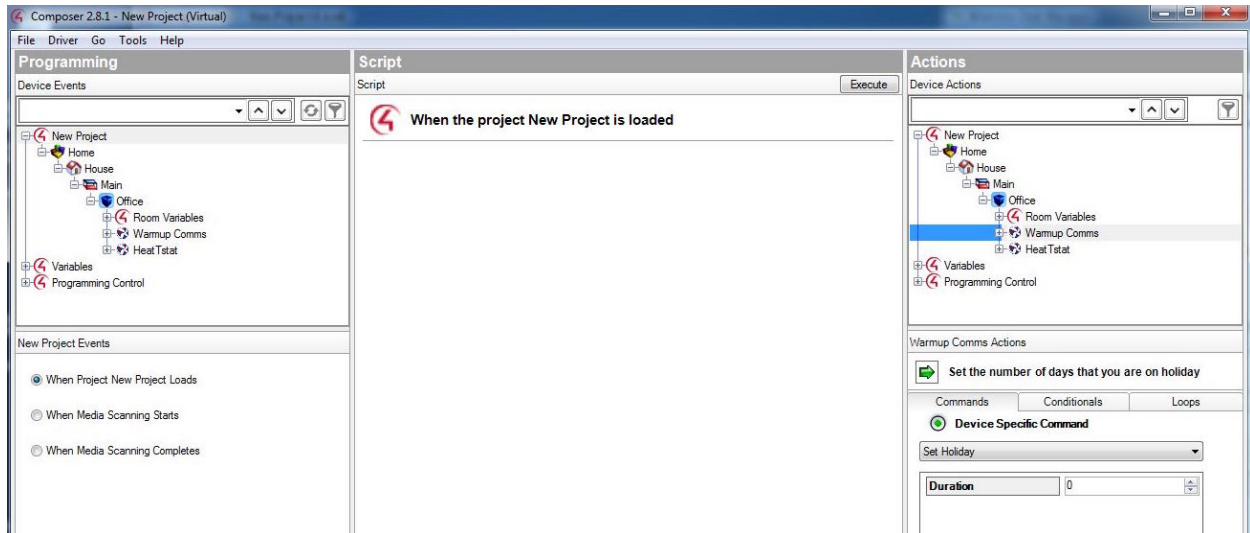 Composer 2.8.1 - New Project (Virtual)
File Driver Go Tools Help
Programming
Device Events
New Project
Home
House
Main
Office
Room Variables
Warmup Comms
HeatTstat
Variables
Programming Control
New Project Events
When Project New Project Loads
When Media Scanning Starts
When Media Scanning Completes
Script
Script Execute
When the project New Project is loaded
Actions
Device Actions
New Project
Home
House
Main
Office
Room Variables
Warmup Comms
HeatTstat
Variables
Programming Control
Warmup Comms Actions
Set the number of days that you are on holiday
Commands Conditionals Loops
Device Specific Command
Set Holiday
Duration 0